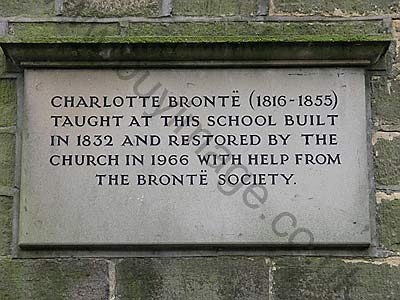 CHARLOTTE BRONTË (1816-1855)
TAUGHT AT THIS SCHOOL BUILT
IN 1832 AND RESTORED BY THE
CHURCH IN 1966 WITH HELP FROM
THE BRONTË SOCIETY.